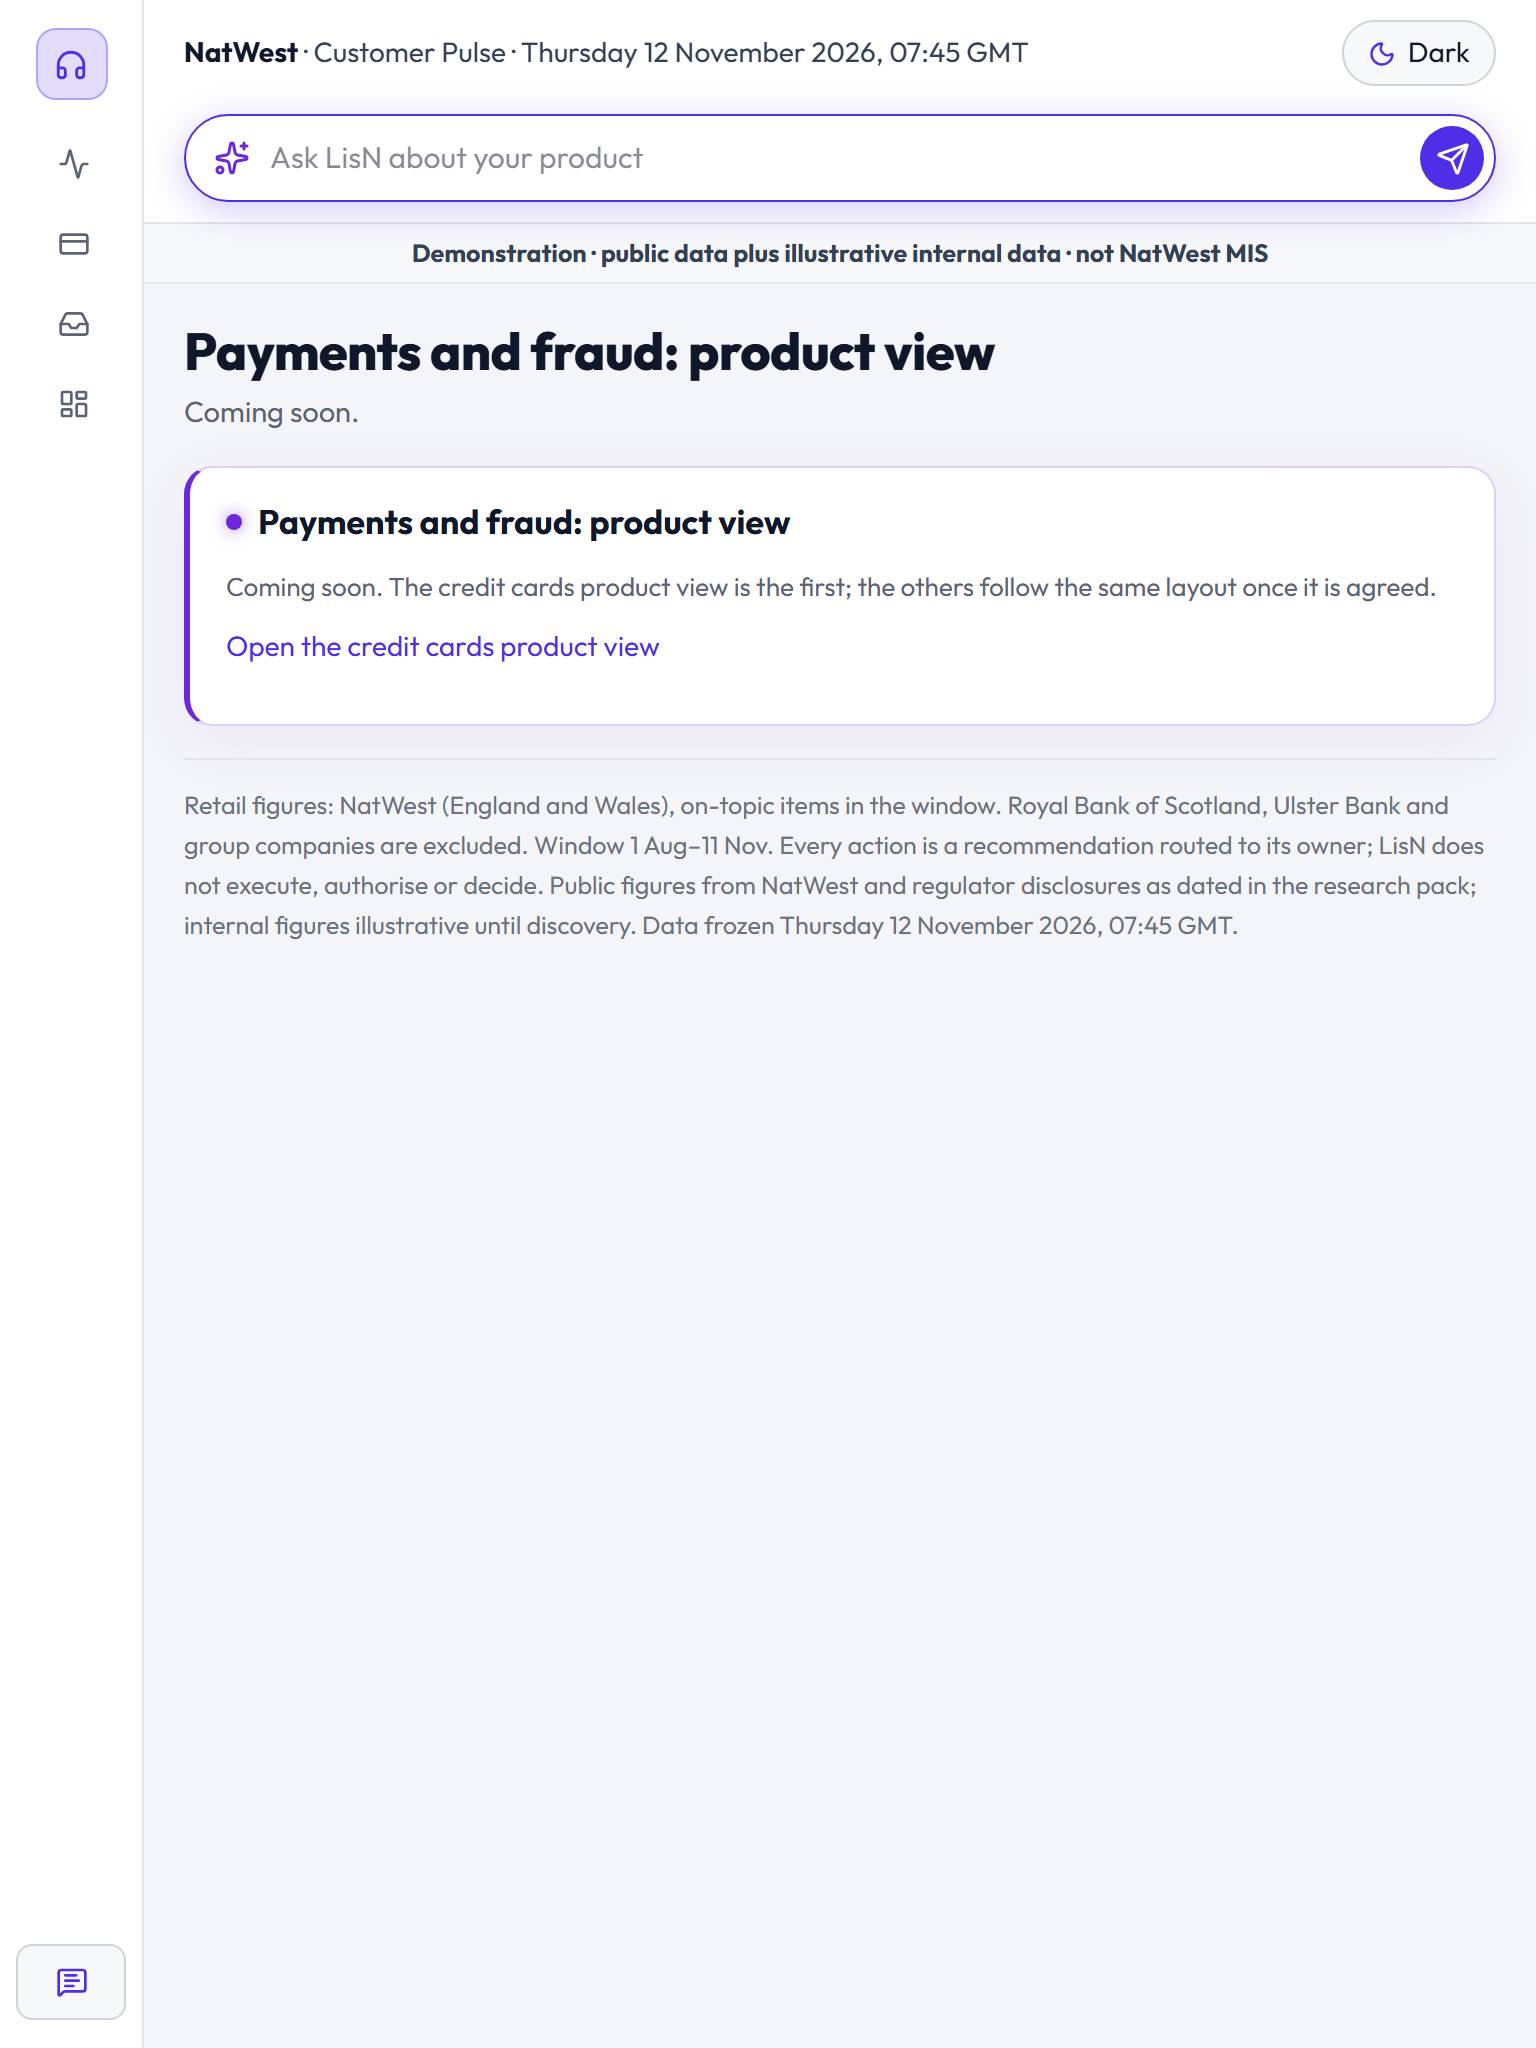 NatWest · Customer Pulse · Thursday 12 November 2026, 07:45 GMT
Dark
Ask LisN about your product
Demonstration · public data plus illustrative internal data · not NatWest MIS
Payments and fraud: product view
Coming soon.
Payments and fraud: product view
Coming soon. The credit cards product view is the first; the others follow the same layout once it is agreed.
Open the credit cards product view
Retail figures: NatWest (England and Wales), on-topic items in the window. Royal Bank of Scotland, Ulster Bank and
group companies are excluded. Window 1 Aug–11 Nov. Every action is a recommendation routed to its owner; LisN does
not execute, authorise or decide. Public figures from NatWest and regulator disclosures as dated in the research pack;
internal figures illustrative until discovery. Data frozen Thursday 12 November 2026, 07:45 GMT.